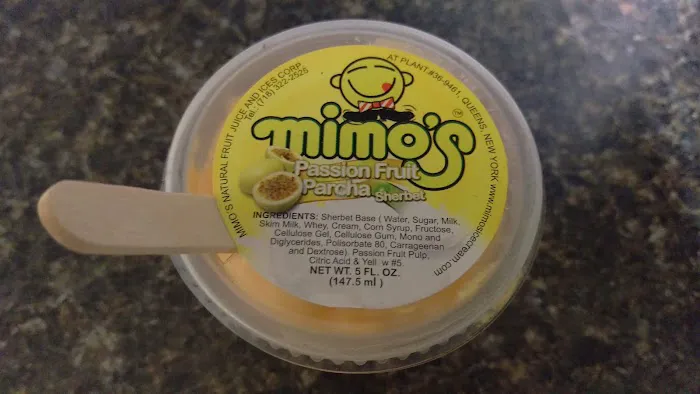 MIMO'S NATURAL FRUIT JUICE AND ICES CORP.
Tel.: (718) 322-2525
AT PLANT.#36-9461, QUEENS, NEW YORK www.mimosicecream.com
mimo's TM
Passion Fruit
Parcha Sherbet
INGREDIENTS: Sherbet Base ( Water, Sugar, Milk,
Skim Milk, Whey, Cream, Corn Syrup, Fructose,
Cellulose Gel, Cellulose Gum, Mono and
Diglycerides, Polisorbate 80, Carrageenan
and Dextrose). Passion Fruit Pulp,
Citric Acid & Yell w #5.
NET WT. 5 FL. OZ.
(147.5 ml )